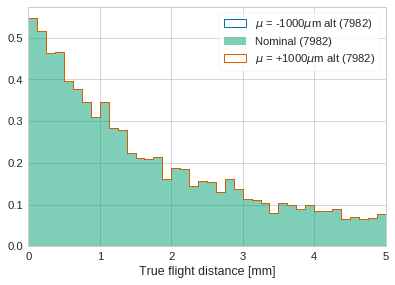 μ = -1000μm alt (7982)
Nominal (7982)
μ = +1000μm alt (7982)
0.5
0.4
0.3
0.2
0.1
0.0
0 1 2 3 4 5
True flight distance [mm]